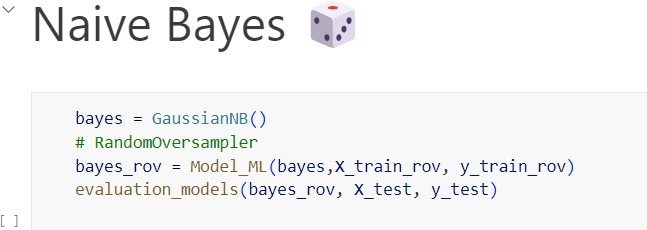 Naive Bayes 🎲
bayes = GaussianNB()
# RandomOversampler
bayes_rov = Model_ML(bayes,X_train_rov, y_train_rov)
evaluation_models(bayes_rov, X_test, y_test)
[ ]